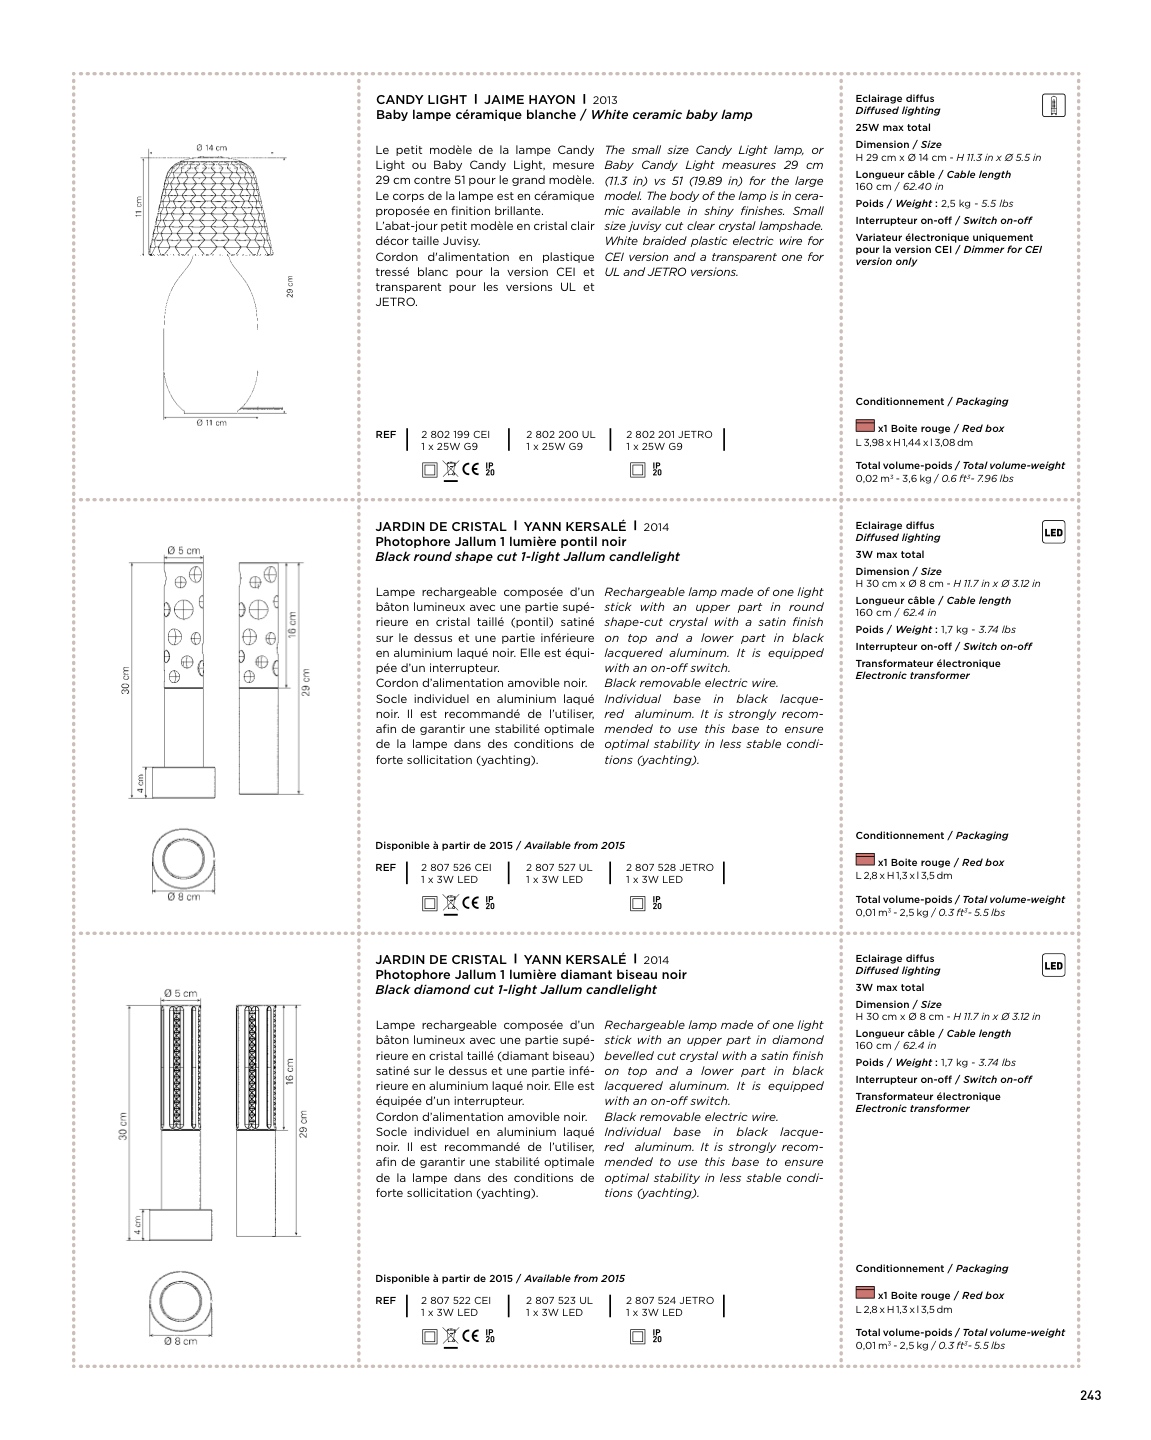 Ø 14 cm
11 cm
29 cm
Ø 11 cm
CANDY LIGHT I JAIME HAYON I 2013
Baby lampe céramique blanche / White ceramic baby lamp
Le petit modèle de la lampe Candy
Light ou Baby Candy Light, mesure
29 cm contre 51 pour le grand modèle.
Le corps de la lampe est en céramique
proposée en finition brillante.
L'abat-jour petit modèle en cristal clair
décor taille Juvisy.
Cordon d'alimentation en plastique
tressé blanc pour la version CEI et
transparent pour les versions UL et
JETRO.
The small size Candy Light lamp, or
Baby Candy Light measures 29 cm
(11.3 in) vs 51 (19.89 in) for the large
model. The body of the lamp is in cera-
mic available in shiny finishes. Small
size juvisy cut clear crystal lampshade.
White braided plastic electric wire for
CEI version and a transparent one for
UL and JETRO versions.
REF
2 802 199 CEI
1 x 25W G9
2 802 200 UL
1 x 25W G9
2 802 201 JETRO
1 x 25W G9
CE IP
20
IP
20
Eclairage diffus
Diffused lighting
25W max total
Dimension / Size
H 29 cm x Ø 14 cm - H 11.3 in x Ø 5.5 in
Longueur câble / Cable length
160 cm / 62.40 in
Poids / Weight : 2,5 kg - 5.5 lbs
Interrupteur on-off / Switch on-off
Variateur électronique uniquement
pour la version CEI / Dimmer for CEI
version only
Conditionnement / Packaging
x1 Boite rouge / Red box
L 3,98 x H 1,44 x l 3,08 dm
Total volume-poids / Total volume-weight
0,02 m³ - 3,6 kg / 0.6 ft³- 7.96 lbs
Ø 5 cm
30 cm
16 cm
29 cm
4 cm
Ø 8 cm
JARDIN DE CRISTAL I YANN KERSALÉ I 2014
Photophore Jallum 1 lumière pontil noir
Black round shape cut 1-light Jallum candlelight
Lampe rechargeable composée d'un
bâton lumineux avec une partie supé-
rieure en cristal taillé (pontil) satiné
sur le dessus et une partie inférieure
en aluminium laqué noir. Elle est équi-
pée d'un interrupteur.
Cordon d'alimentation amovible noir.
Socle individuel en aluminium laqué
noir. Il est recommandé de l'utiliser,
afin de garantir une stabilité optimale
de la lampe dans des conditions de
forte sollicitation (yachting).
Rechargeable lamp made of one light
stick with an upper part in round
shape-cut crystal with a satin finish
on top and a lower part in black
lacquered aluminum. It is equipped
with an on-off switch.
Black removable electric wire.
Individual base in black lacque-
red aluminum. It is strongly recom-
mended to use this base to ensure
optimal stability in less stable condi-
tions (yachting).
Disponible à partir de 2015 / Available from 2015
REF
2 807 526 CEI
1 x 3W LED
2 807 527 UL
1 x 3W LED
2 807 528 JETRO
1 x 3W LED
CE IP
20
IP
20
Eclairage diffus
Diffused lighting
LED
3W max total
Dimension / Size
H 30 cm x Ø 8 cm - H 11.7 in x Ø 3.12 in
Longueur câble / Cable length
160 cm / 62.4 in
Poids / Weight : 1,7 kg - 3.74 lbs
Interrupteur on-off / Switch on-off
Transformateur électronique
Electronic transformer
Conditionnement / Packaging
x1 Boite rouge / Red box
L 2,8 x H 1,3 x l 3,5 dm
Total volume-poids / Total volume-weight
0,01 m³ - 2,5 kg / 0.3 ft³- 5.5 lbs
Ø 5 cm
30 cm
16 cm
29 cm
4 cm
Ø 8 cm
JARDIN DE CRISTAL I YANN KERSALÉ I 2014
Photophore Jallum 1 lumière diamant biseau noir
Black diamond cut 1-light Jallum candlelight
Lampe rechargeable composée d'un
bâton lumineux avec une partie supé-
rieure en cristal taillé (diamant biseau)
satiné sur le dessus et une partie infé-
rieure en aluminium laqué noir. Elle est
équipée d'un interrupteur.
Cordon d'alimentation amovible noir.
Socle individuel en aluminium laqué
noir. Il est recommandé de l'utiliser,
afin de garantir une stabilité optimale
de la lampe dans des conditions de
forte sollicitation (yachting).
Rechargeable lamp made of one light
stick with an upper part in diamond
bevelled cut crystal with a satin finish
on top and a lower part in black
lacquered aluminum. It is equipped
with an on-off switch.
Black removable electric wire.
Individual base in black lacque-
red aluminum. It is strongly recom-
mended to use this base to ensure
optimal stability in less stable condi-
tions (yachting).
Disponible à partir de 2015 / Available from 2015
REF
2 807 522 CEI
1 x 3W LED
2 807 523 UL
1 x 3W LED
2 807 524 JETRO
1 x 3W LED
CE IP
20
IP
20
Eclairage diffus
Diffused lighting
LED
3W max total
Dimension / Size
H 30 cm x Ø 8 cm - H 11.7 in x Ø 3.12 in
Longueur câble / Cable length
160 cm / 62.4 in
Poids / Weight : 1,7 kg - 3.74 lbs
Interrupteur on-off / Switch on-off
Transformateur électronique
Electronic transformer
Conditionnement / Packaging
x1 Boite rouge / Red box
L 2,8 x H 1,3 x l 3,5 dm
Total volume-poids / Total volume-weight
0,01 m³ - 2,5 kg / 0.3 ft³- 5.5 lbs
243